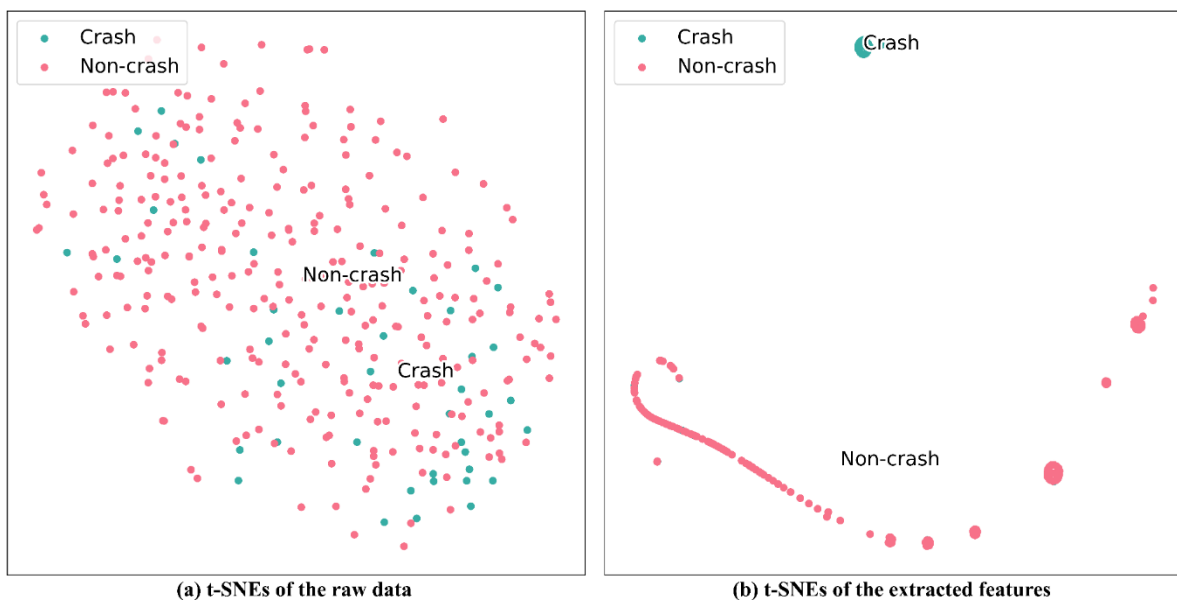 Crash
Non-crash
Non-crash
Crash
(a) t-SNEs of the raw data
Crash
Non-crash
Crash
Non-crash
(b) t-SNEs of the extracted features